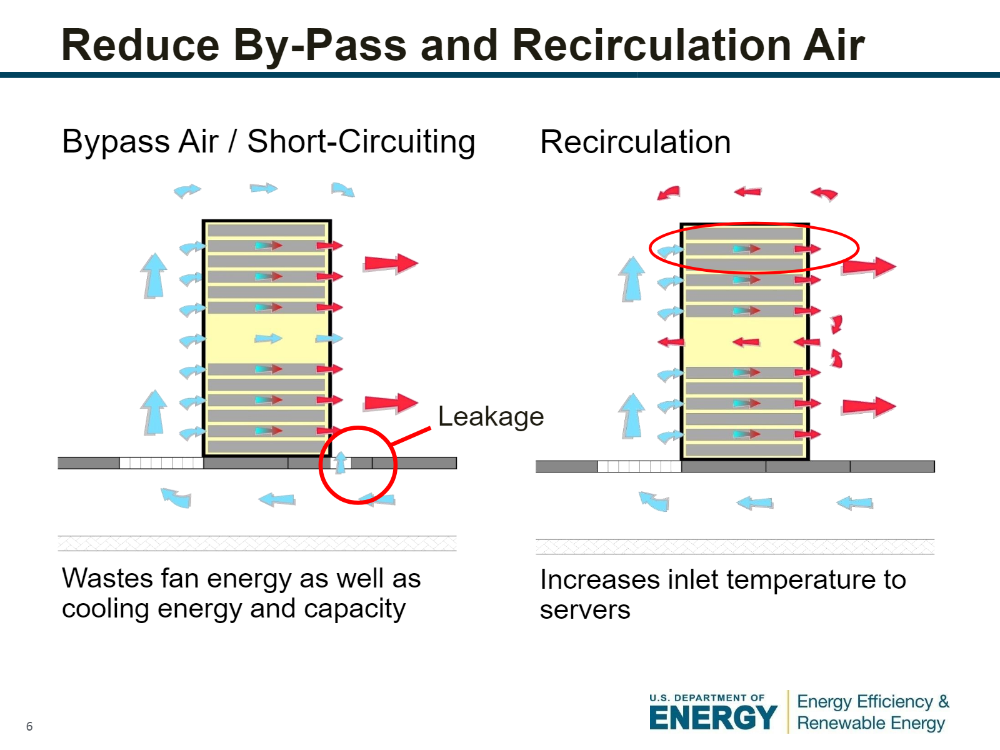 Reduce By-Pass and Recirculation Air
Bypass Air / Short-Circuiting
Recirculation
Leakage
Wastes fan energy as well as
cooling energy and capacity
Increases inlet temperature to
servers
U.S. DEPARTMENT OF
ENERGY
Energy Efficiency &
Renewable Energy
6